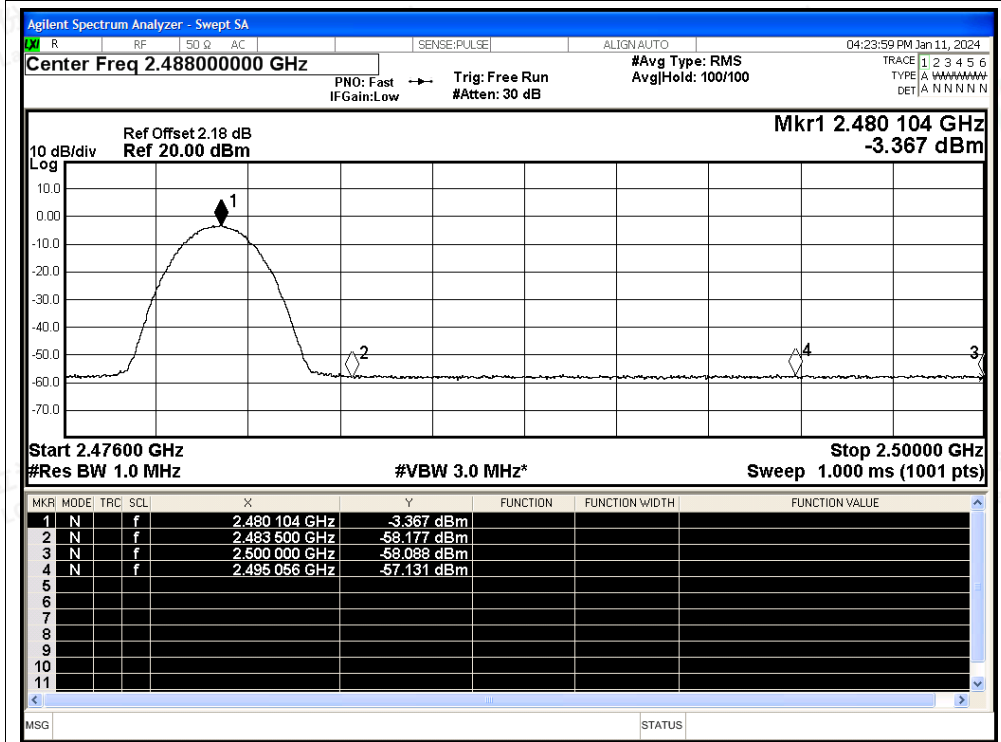 Agilent Spectrum Analyzer - Swept SA
LXI R RF 50 Ω AC SENSE:PULSE ALIGN AUTO 04:23:59 PM Jan 11, 2024
Center Freq 2.488000000 GHz #Avg Type: RMS TRACE 1 2 3 4 5 6
PNO: Fast Trig: Free Run Avg|Hold: 100/100 TYPE A WWWWW
IFGain:Low #Atten: 30 dB DET A N N N N N
Mkr1 2.480 104 GHz
-3.367 dBm
Ref Offset 2.18 dB
10 dB/div Ref 20.00 dBm
Log
10.0
1
0.00
-10.0
-20.0
-30.0
-40.0
-50.0
2 4 3
-60.0
-70.0
Start 2.47600 GHz Stop 2.50000 GHz
#Res BW 1.0 MHz #VBW 3.0 MHz* Sweep 1.000 ms (1001 pts)
MKR MODE TRC SCL X Y FUNCTION FUNCTION WIDTH FUNCTION VALUE
1 N f 2.480 104 GHz -3.367 dBm
2 N f 2.483 500 GHz -58.177 dBm
3 N f 2.500 000 GHz -58.088 dBm
4 N f 2.495 056 GHz -57.131 dBm
5
6
7
8
9
10
11
MSG STATUS